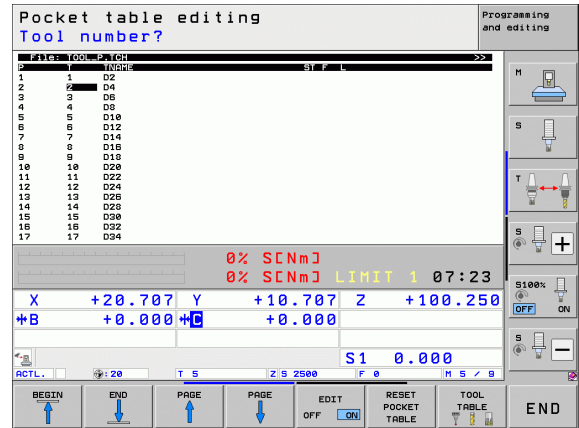 Pocket table editing
Tool number?
Programming
and editing
File: TOOL_P.TCH >>
P T TNAME ST F L
1 1 D2
2 2 D4
3 3 D6
4 4 D8
5 5 D10
6 6 D12
7 7 D14
8 8 D16
9 9 D18
10 10 D20
11 11 D22
12 12 D24
13 13 D26
14 14 D28
15 15 D30
16 16 D32
17 17 D34
0% S[Nm]
0% S[Nm] LIMIT 1 07:23
X +20.707 Y +10.707 Z +100.250
B +0.000 C +0.000
S1 0.000
ACTL. :20 T 5 Z S 2500 F 0 M 5 / 9
M
S
T
S
S100%
OFF ON
S
BEGIN
END
PAGE
PAGE
EDIT
OFF ON
RESET
POCKET
TABLE
TOOL
TABLE
END